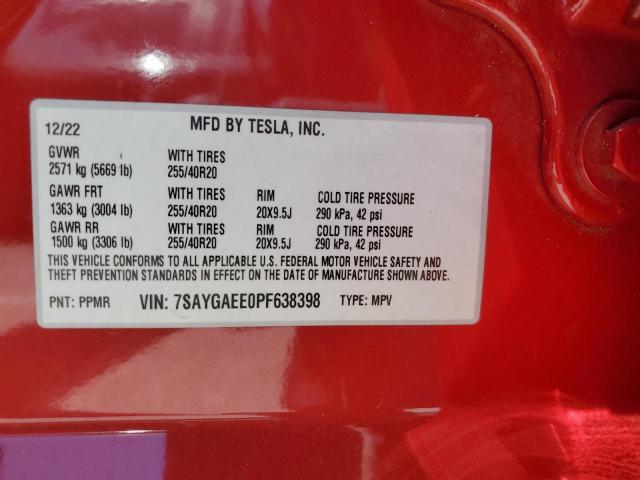 12/22 MFD BY TESLA, INC.
GVWR WITH TIRES
2571 kg (5669 lb) 255/40R20
GAWR FRT WITH TIRES RIM COLD TIRE PRESSURE
1363 kg (3004 lb) 255/40R20 20X9.5J 290 kPa, 42 psi
GAWR RR WITH TIRES RIM COLD TIRE PRESSURE
1500 kg (3306 lb) 255/40R20 20X9.5J 290 kPa, 42 psi
THIS VEHICLE CONFORMS TO ALL APPLICABLE U.S. FEDERAL MOTOR VEHICLE SAFETY AND
THEFT PREVENTION STANDARDS IN EFFECT ON THE DATE OF MANUFACTURE SHOWN ABOVE.
PNT: PPMR VIN: 7SAYGAEE0PF638398 TYPE: MPV